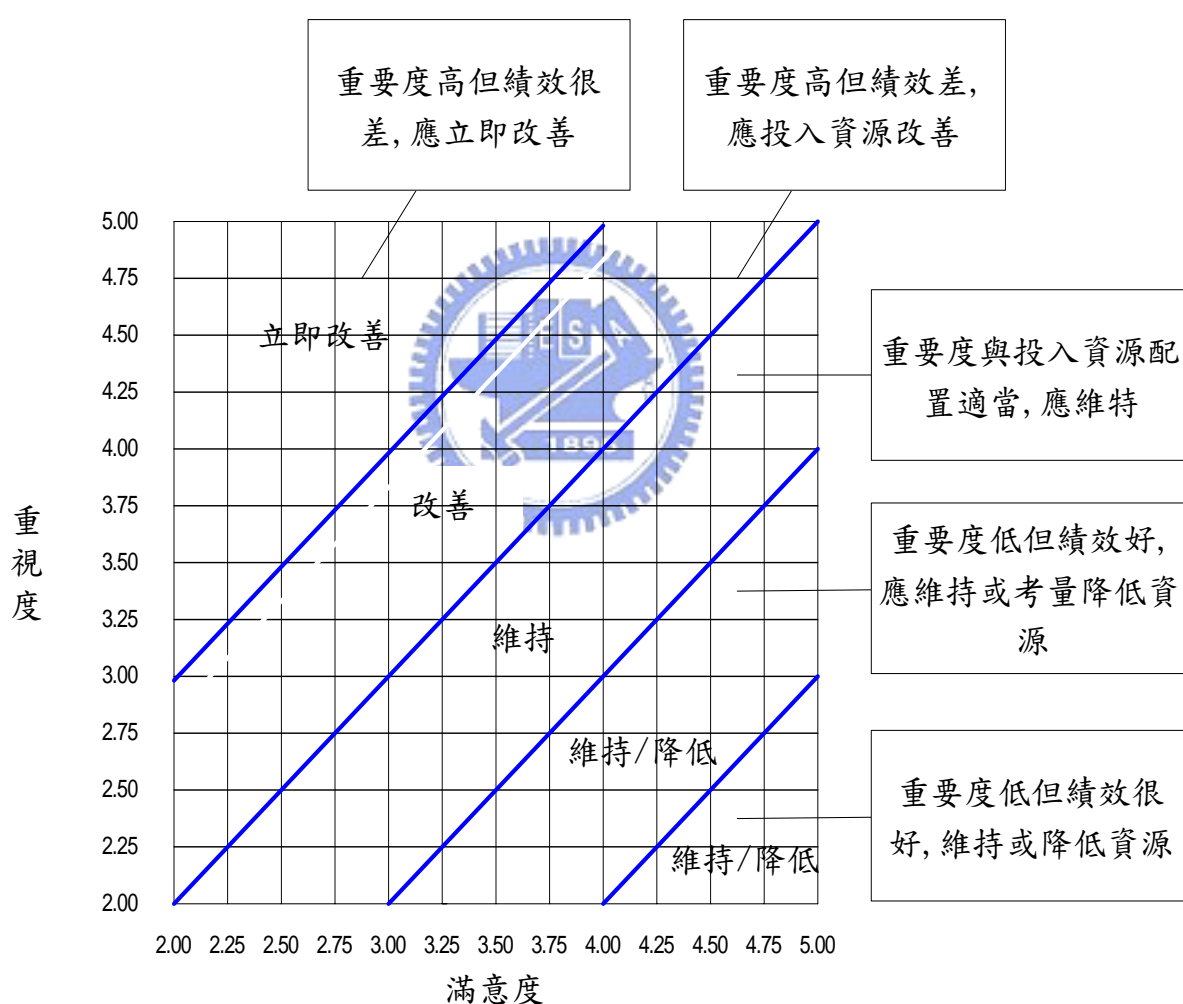 重要度高但績效很
差, 應立即改善
重要度高但績效差,
應投入資源改善
5.00
4.75
4.50
4.25
4.00
3.75
3.50
3.25
3.00
2.75
2.50
2.25
2.00
重
視
度
立即改善
改善
維持
維持/降低
維持/降低
ES
1896
重要度與投入資源配
置適當, 應維特
重要度低但績效好,
應維持或考量降低資
源
重要度低但績效很
好, 維持或降低資源
2.00 2.25 2.50 2.75 3.00 3.25 3.50 3.75 4.00 4.25 4.50 4.75 5.00
滿意度